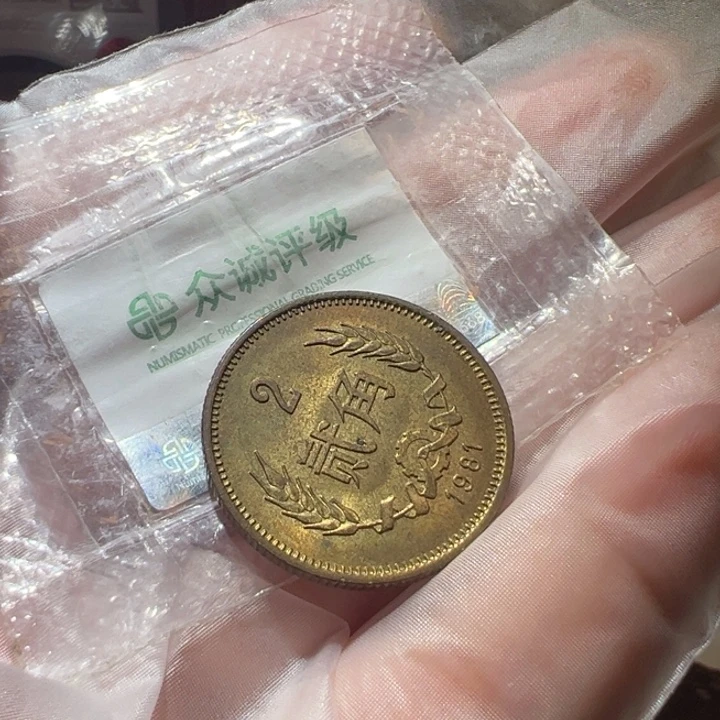 众诚评级
NUMISMATIC PROFESSIONAL GRADING SERVICE
2
贰角
1981